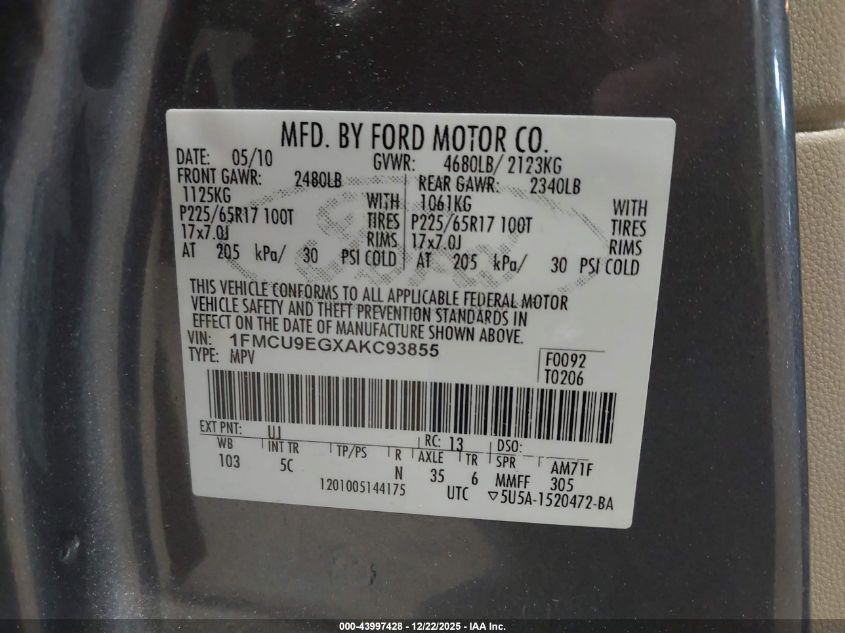 MFD. BY FORD MOTOR CO.
DATE: 05/10 GVWR: 4680LB/ 2123KG
FRONT GAWR: 2480LB REAR GAWR: 2340LB
1125KG WITH 1061KG WITH
P225/65R17 100T TIRES P225/65R17 100T TIRES
17x7.0J RIMS 17x7.0J RIMS
AT 205 kPa/ 30 PSI COLD AT 205 kPa/ 30 PSI COLD
THIS VEHICLE CONFORMS TO ALL APPLICABLE FEDERAL MOTOR
VEHICLE SAFETY AND THEFT PREVENTION STANDARDS IN
EFFECT ON THE DATE OF MANUFACTURE SHOWN ABOVE.
VIN: 1FMCU9EGXAKC93855
TYPE: MPV
F0092
T0206
EXT PNT: UJ RC: 13 DSO:
WB INT TR TP/PS R AXLE TR SPR AM71F
103 5C N 35 6 MMFF 305
1201005144175 UTC ▽5U5A-1520472-BA
000-43997428 - 12/22/2025 - IAA Inc.